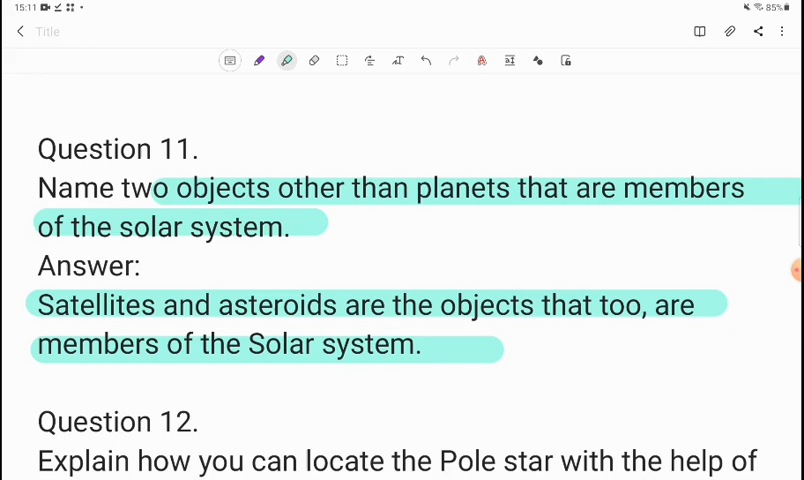 15:11
85%
Title
Question 11.
Name two objects other than planets that are members
of the solar system.
Answer:
Satellites and asteroids are the objects that too, are
members of the Solar system.
Question 12.
Explain how you can locate the Pole star with the help of